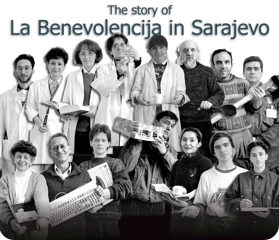 The story of
La Benevolencija in Sarajevo